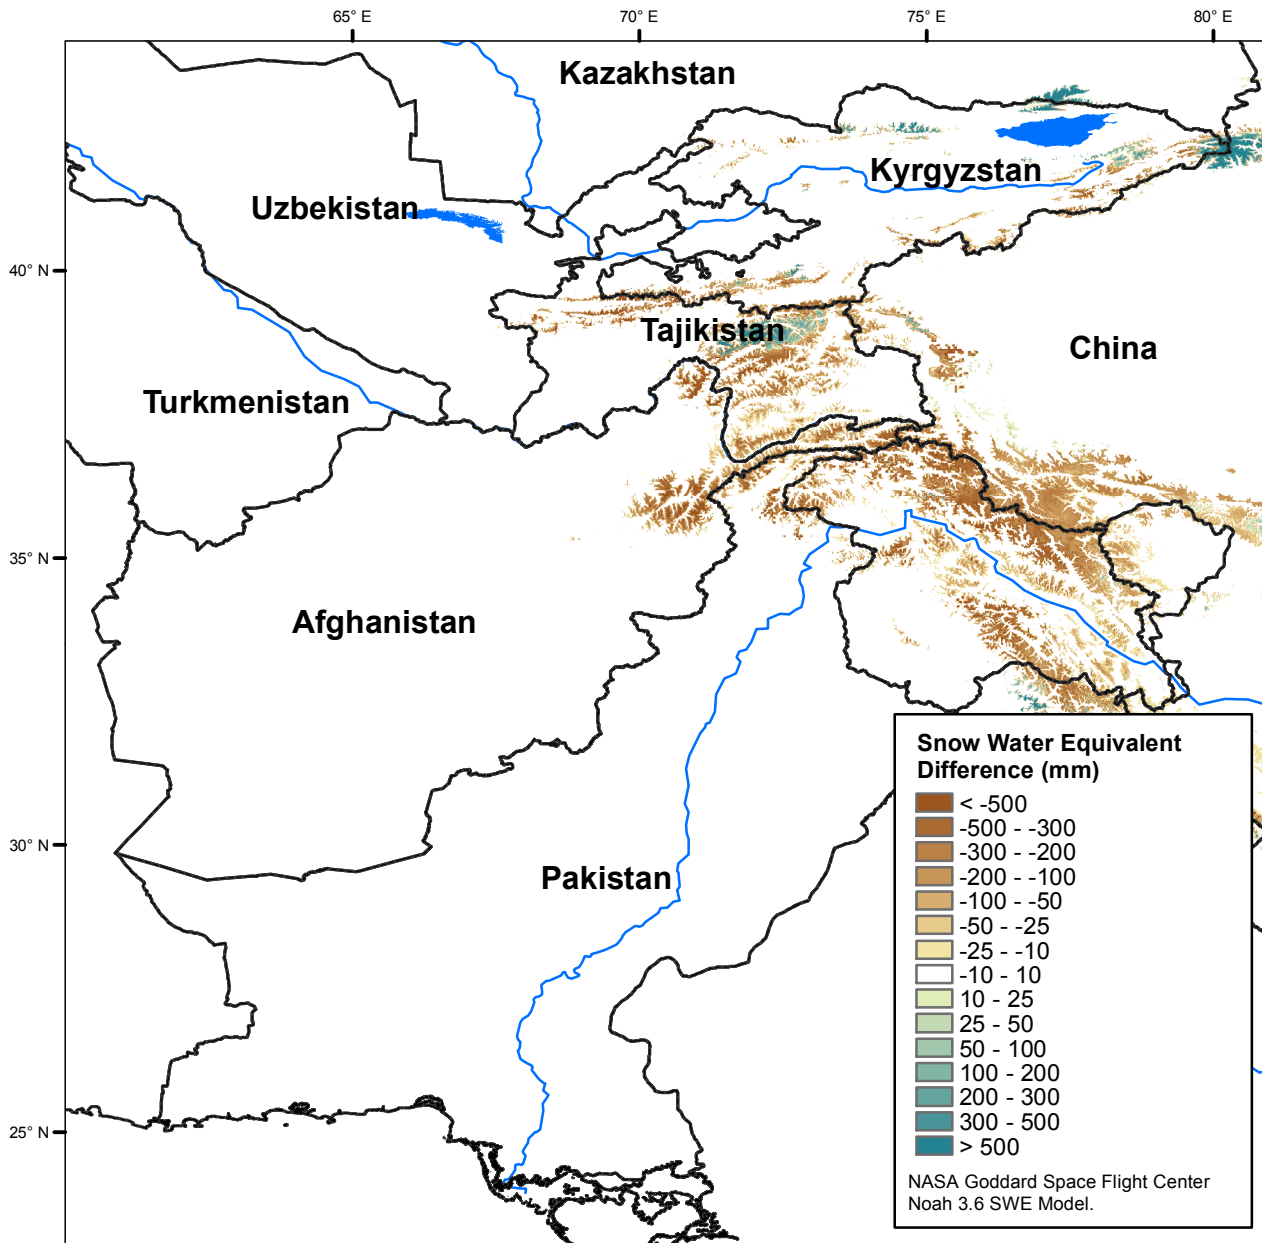 65° E
70° E
75° E
80° E
Kazakhstan
Kyrgyzstan
Uzbekistan
40° N
Tajikistan
China
Turkmenistan
35° N
Afghanistan
30° N
Pakistan
25° N
Snow Water Equivalent
Difference (mm)
< -500
-500 - -300
-300 - -200
-200 - -100
-100 - -50
-50 - -25
-25 - -10
-10 - 10
10 - 25
25 - 50
50 - 100
100 - 200
200 - 300
300 - 500
> 500
NASA Goddard Space Flight Center
Noah 3.6 SWE Model.